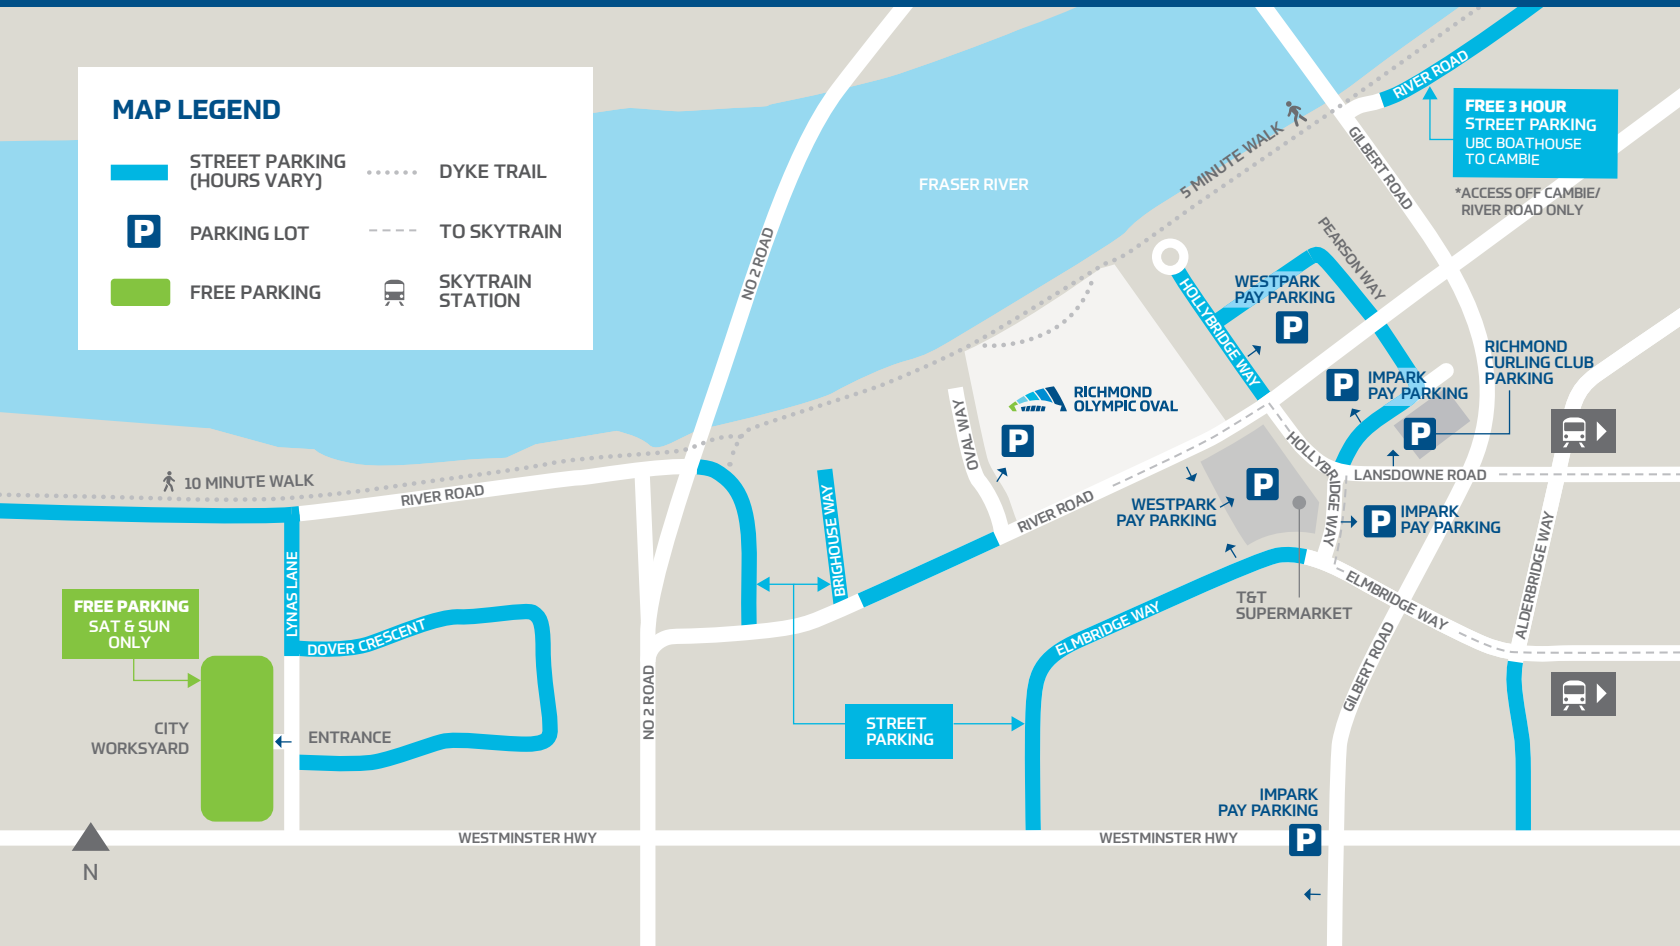 MAP LEGEND
STREET PARKING
(HOURS VARY)
DYKE TRAIL
P
PARKING LOT
TO SKYTRAIN
FREE PARKING
SKYTRAIN
STATION
FRASER RIVER
NO 2 ROAD
5 MINUTE WALK
GILBERT ROAD
RIVER ROAD
FREE 3 HOUR
STREET PARKING
UBC BOATHOUSE
TO CAMBIE
*ACCESS OFF CAMBIE/
RIVER ROAD ONLY
PEARSON WAY
HOLLYBRIDGE WAY
WESTPARK
PAY PARKING
P
RICHMOND
CURLING CLUB
PARKING
P
IMPARK
PAY PARKING
P
RICHMOND
OLYMPIC OVAL
P
OVAL WAY
HOLLYBRIDGE WAY
LANSDOWNE ROAD
10 MINUTE WALK
RIVER ROAD
RIVER ROAD
WESTPARK
PAY PARKING
P
P
IMPARK
PAY PARKING
BRIGHOUSE WAY
ALDERBRIDGE WAY
LYNAS LANE
FREE PARKING
SAT & SUN
ONLY
DOVER CRESCENT
ELMBRIDGE WAY
T&T
SUPERMARKET
ELMBRIDGE WAY
GILBERT ROAD
NO 2 ROAD
STREET
PARKING
CITY
WORKSYARD
ENTRANCE
IMPARK
PAY PARKING
P
WESTMINSTER HWY
WESTMINSTER HWY
N